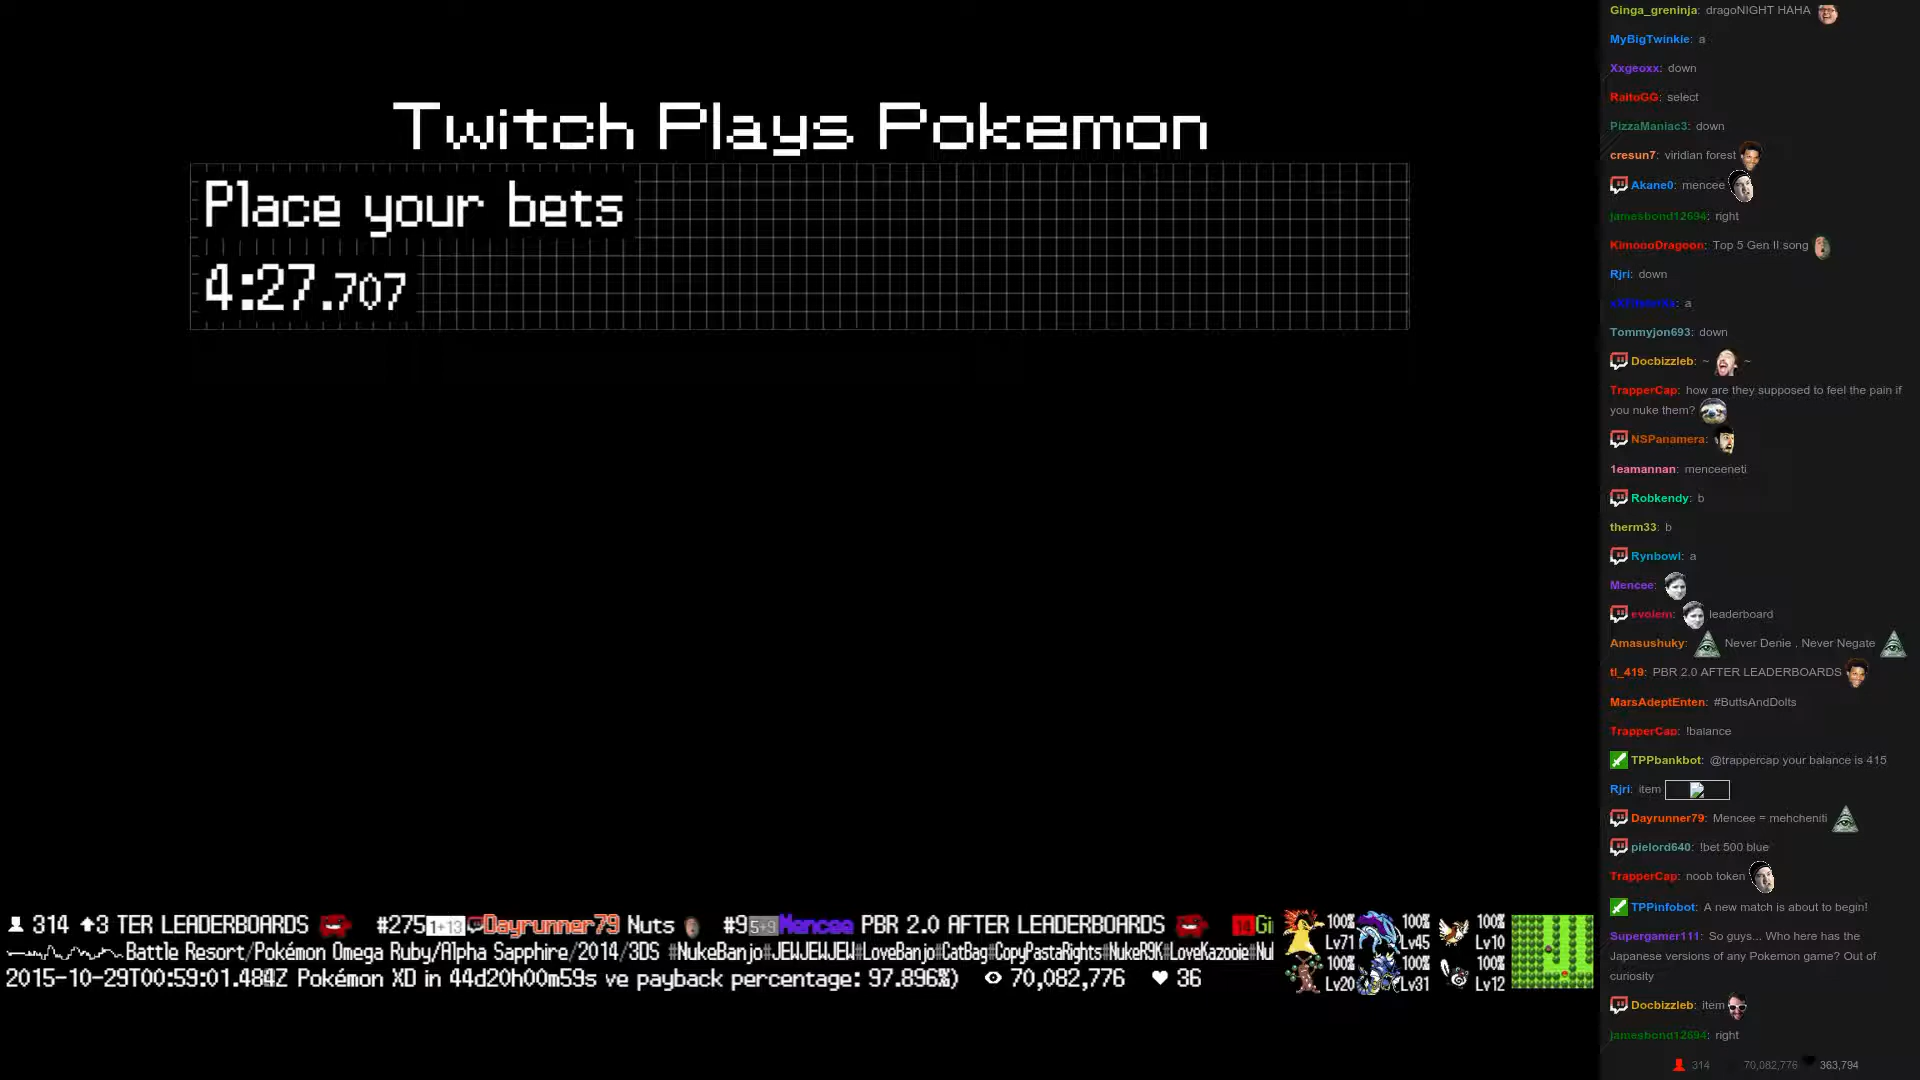 Twitch Plays Pokemon
Place your bets
4:27.707
314 3 TER LEADERBOARDS #275 1+13 Dayrunner79 Nuts #9 5+9 Mencee PBR 2.0 AFTER LEADERBOARDS 14 Gi
Battle Resort/Pokémon Omega Ruby/Alpha Sapphire/2014/3DS #NukeBanjo#JEWJEWJEW#LoveBanjo#CatBag#CopyPastaRights#NukeR9K#LoveKazooie#Nul
Pokémon XD in 44d20h00m59s ve payback percentage: 97.896%) 70,082,776 36
100% 100% 100%
Lv71 Lv45 Lv10
100% 100% 100%
Lv20 Lv31 Lv12
Ginga_greninja: dragoNIGHT HAHA
MyBigTwinkie: a
Xxgeoxx: down
RaitoGG: select
PizzaManiac3: down
cresun7: viridian forest
Akane0: mencee
jamesbond12694: right
KimonoDragoon: Top 5 Gen II song
Rjri: down
: a
Tommyjon693: down
Docbizzleb: ~ ~
TrapperCap: how are they supposed to feel the pain if
you nuke them?
NSPanamera:
1eamannan: menceeneti
Robkendy: b
therm33: b
Rynbowl: a
Mencee:
evolem: leaderboard
Amasushuky: Never Denie . Never Negate
tl_419: PBR 2.0 AFTER LEADERBOARDS
MarsAdeptEnten: #ButtsAndDolts
TrapperCap: !balance
TPPbankbot: @trappercap your balance is 415
Rjri: item
Dayrunner79: Mencee = mehcheniti
pielord640: !bet 500 blue
TrapperCap: noob token
TPPinfobot: A new match is about to begin!
Supergamer111: So guys... Who here has the
Japanese versions of any Pokemon game? Out of
curiosity
Docbizzleb: item
jamesbond12694: right
314 70,082,776 363,794